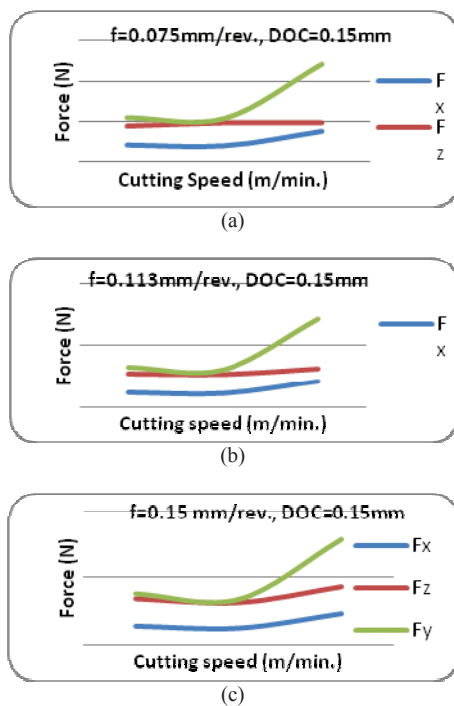 f=0.075mm/rev., DOC=0.15mm
Force (N)
F
x
F
z
Cutting Speed (m/min.)
(a)
f=0.113mm/rev., DOC=0.15mm
Force (N)
F
x
Cutting speed (m/min.)
(b)
f=0.15 mm/rev., DOC=0.15mm
Force (N)
Fx
Fz
Fy
Cutting speed (m/min.)
(c)